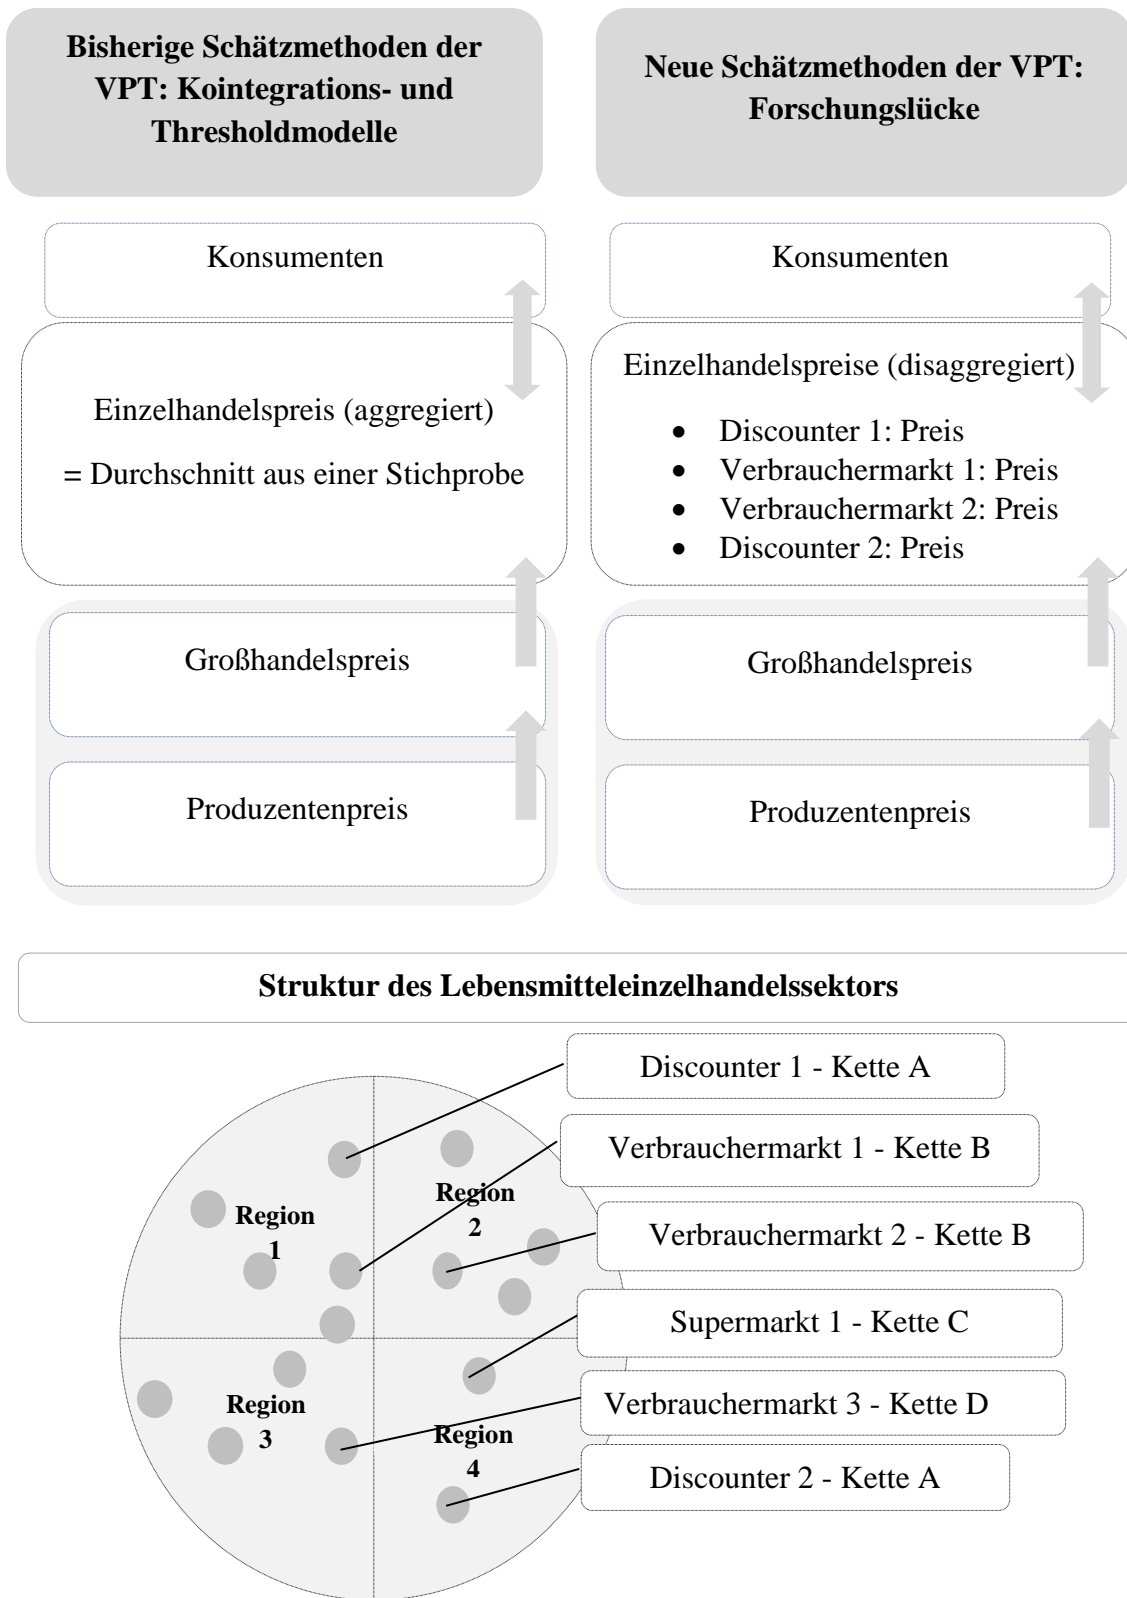 Bisherige Schätzmethoden der
VPT: Kointegrations- und
Thresholdmodelle
Neue Schätzmethoden der VPT:
Forschungslücke
Konsumenten
Einzelhandelspreis (aggregiert)
= Durchschnitt aus einer Stichprobe
Großhandelspreis
Produzentenpreis
Konsumenten
Einzelhandelspreise (disaggregiert)
• Discounter 1: Preis
• Verbrauchermarkt 1: Preis
• Verbrauchermarkt 2: Preis
• Discounter 2: Preis
Großhandelspreis
Produzentenpreis
Struktur des Lebensmitteleinzelhandelssektors
Region
1
Region
2
Region
3
Region
4
Discounter 1 - Kette A
Verbrauchermarkt 1 - Kette B
Verbrauchermarkt 2 - Kette B
Supermarkt 1 - Kette C
Verbrauchermarkt 3 - Kette D
Discounter 2 - Kette A